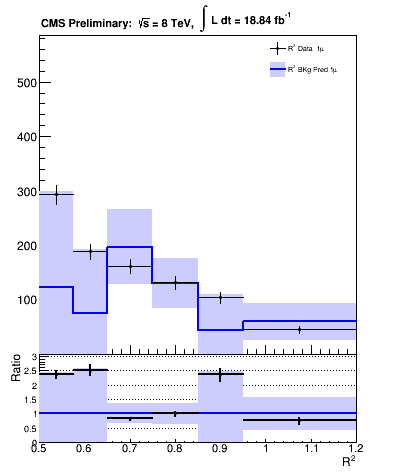 CMS Preliminary: √s = 8 TeV, ∫ L dt = 18.84 fb⁻¹
R² Data 1μ
R² BKg Pred 1μ
500
400
300
200
100
Ratio
3
2.5
2
1.5
1
0.5
0
0.5 0.6 0.7 0.8 0.9 1 1.1 1.2
R²